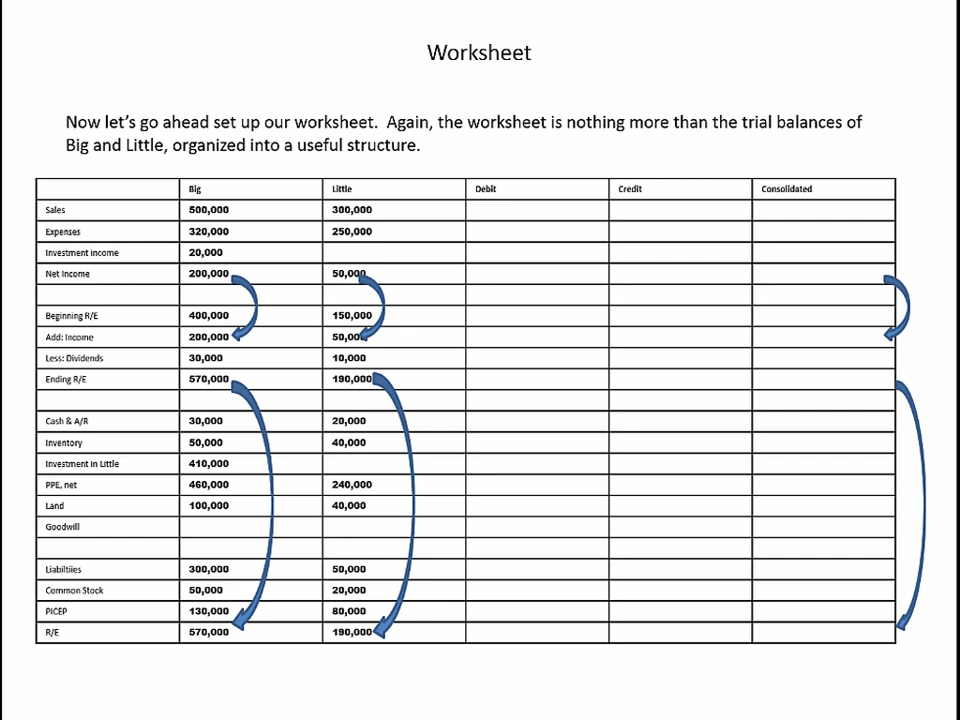 Worksheet
Now let's go ahead set up our worksheet. Again, the worksheet is nothing more than the trial balances of
Big and Little, organized into a useful structure.
Big Little Debit Credit Consolidated
Sales 500,000 300,000
Expenses 320,000 250,000
Investment income 20,000
Net Income 200,000 50,000
Beginning R/E 400,000 150,000
Add: Income 200,000 50,000
Less: Dividends 30,000 10,000
Ending R/E 570,000 190,000
Cash & A/R 30,000 20,000
Inventory 50,000 40,000
Investment in Little 410,000
PPE, net 460,000 240,000
Land 100,000 40,000
Goodwill
Liabiltiies 300,000 50,000
Common Stock 50,000 20,000
PICEP 130,000 80,000
R/E 570,000 190,000